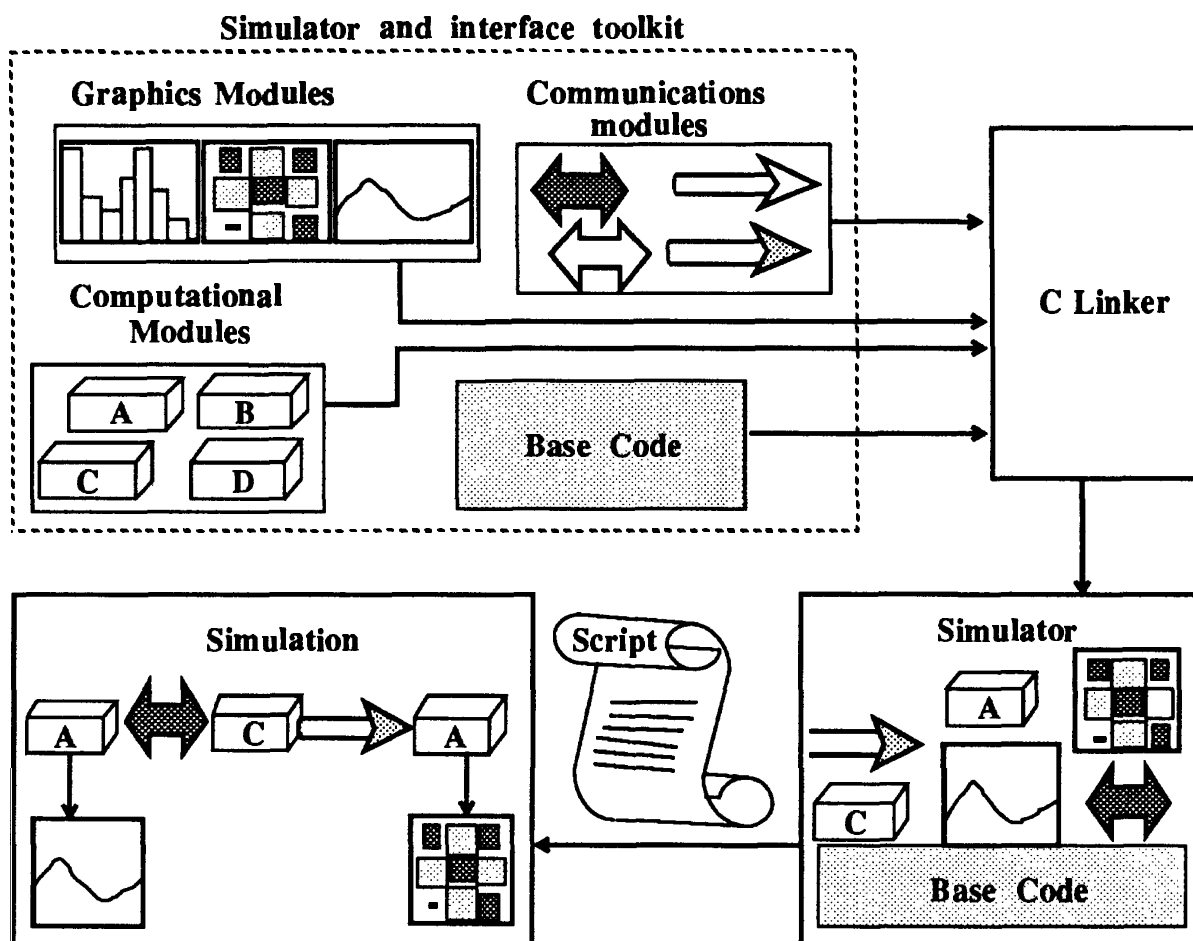 Simulator and interface toolkit
Graphics Modules
Communications
modules
Computational
Modules
A
B
C
D
Base Code
C Linker
Simulation
A
C
A
Script
Simulator
A
C
Base Code